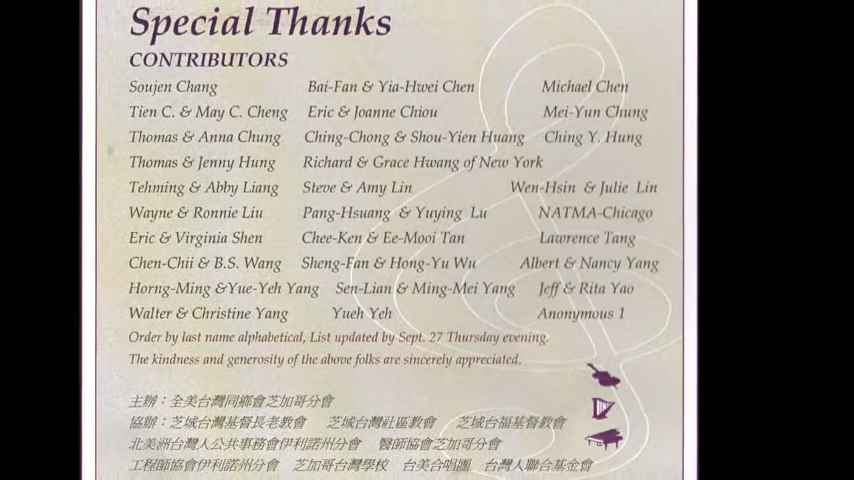 Special Thanks
CONTRIBUTORS
Soujen Chang Bai-Fan & Yia-Hwei Chen Michael Chen
Tien C. & May C. Cheng Eric & Joanne Chiou Mei-Yun Chung
Thomas & Anna Chung Ching-Chong & Shou-Yien Huang Ching Y. Hung
Thomas & Jenny Hung Richard & Grace Hwang of New York
Tehming & Abby Liang Steve & Amy Lin Wen-Hsin & Julie Lin
Wayne & Ronnie Liu Pang-Hsuang & Yuying Lu NATMA-Chicago
Eric & Virginia Shen Chee-Ken & Ee-Mooi Tan Lawrence Tang
Chen-Chii & B.S. Wang Sheng-Fan & Hong-Yu Wu Albert & Nancy Yang
Horng-Ming &Yue-Yeh Yang Sen-Lian & Ming-Mei Yang Jeff & Rita Yao
Walter & Christine Yang Yueh Yeh Anonymous 1
Order by last name alphabetical, List updated by Sept. 27 Thursday evening.
The kindness and generosity of the above folks are sincerely appreciated.
主辦：全美台灣同鄉會芝加哥分會
協辦：芝城台灣基督長老教會 芝城台灣社區教會 芝城台福基督教會
北美洲台灣人公共事務會伊利諾州分會 醫師協會芝加哥分會
工程師協會伊利諾州分會 芝加哥台灣學校 台美合唱團 台灣人聯合基金會